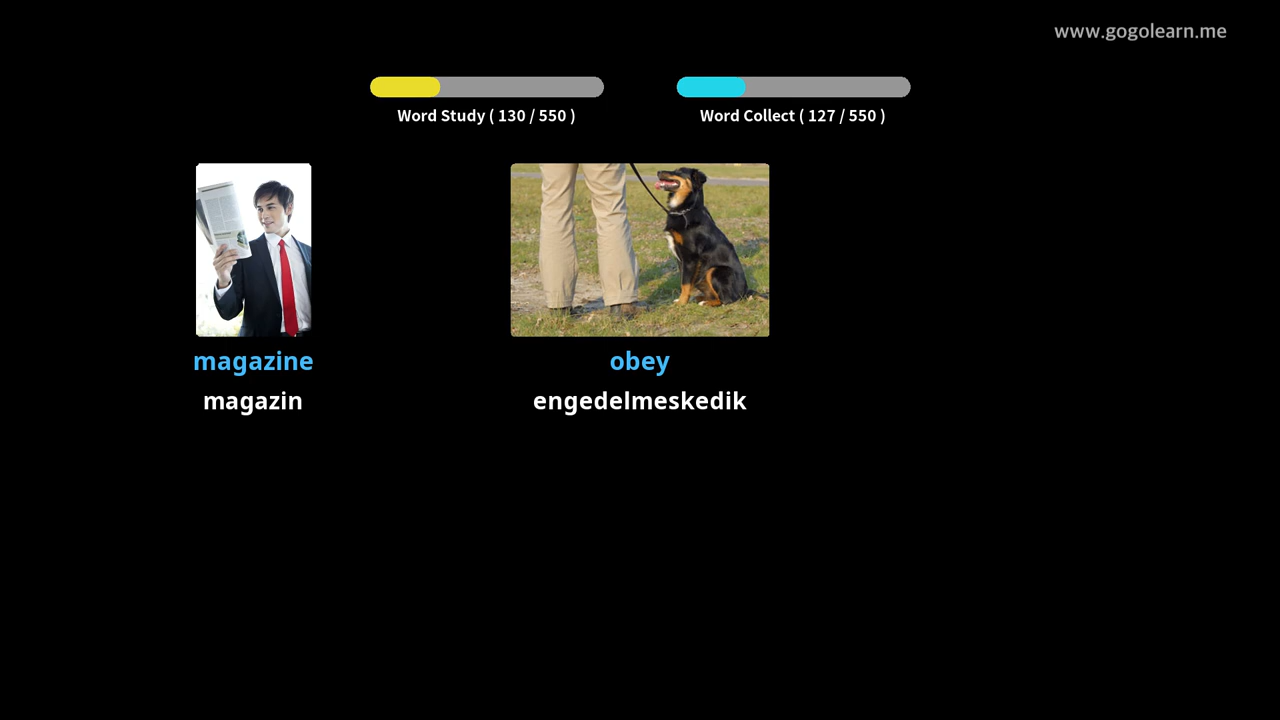 www.gogolearn.me
Word Study ( 130 / 550 )
Word Collect ( 127 / 550 )
magazine
magazin
obey
engedelmeskedik